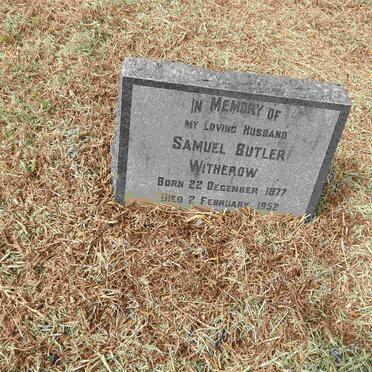 In Memory of
my Loving Husband
Samuel Butler
Witherow
Born 22 December 1877
Died 2 February 1952